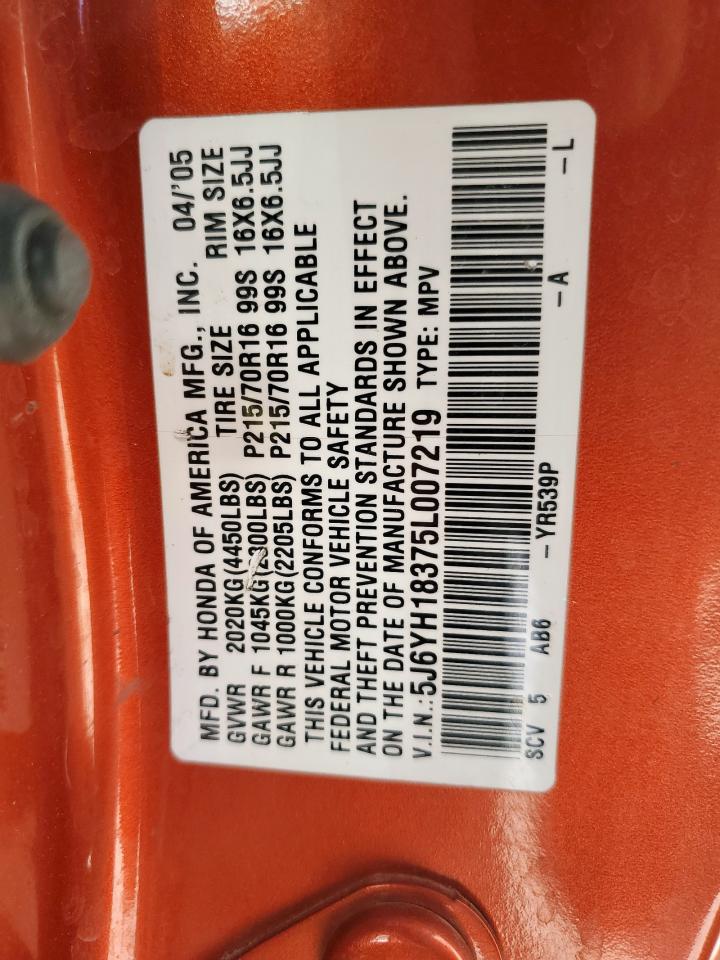 MFD. BY HONDA OF AMERICA MFG., INC. 04/'05
GVWR 2020KG(4450LBS) TIRE SIZE RIM SIZE
GAWR F 1045KG(2300LBS) P215/70R16 99S 16X6.5JJ
GAWR R 1000KG(2205LBS) P215/70R16 99S 16X6.5JJ
THIS VEHICLE CONFORMS TO ALL APPLICABLE
FEDERAL MOTOR VEHICLE SAFETY
AND THEFT PREVENTION STANDARDS IN EFFECT
ON THE DATE OF MANUFACTURE SHOWN ABOVE.
V.I.N.:5J6YH18375L007219 TYPE: MPV
SCV 5 AB6 –YR539P –A –L